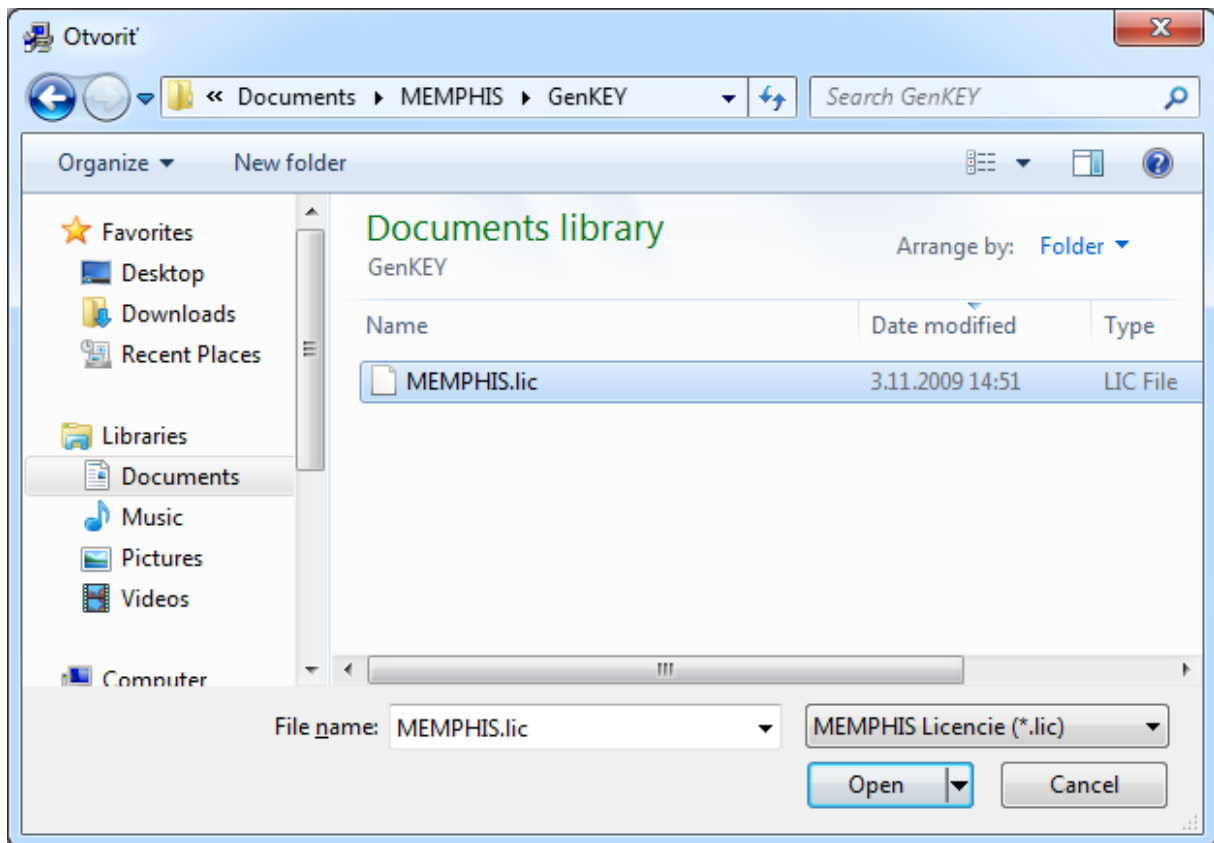 Otvoriť
« Documents ▸ MEMPHIS ▸ GenKEY
Search GenKEY
Organize
New folder
Favorites
Desktop
Downloads
Recent Places
Libraries
Documents
Music
Pictures
Videos
Computer
Documents library
GenKEY
Arrange by: Folder
Name Date modified Type
MEMPHIS.lic 3.11.2009 14:51 LIC File
File name: MEMPHIS.lic
MEMPHIS Licencie (*.lic)
Open
Cancel